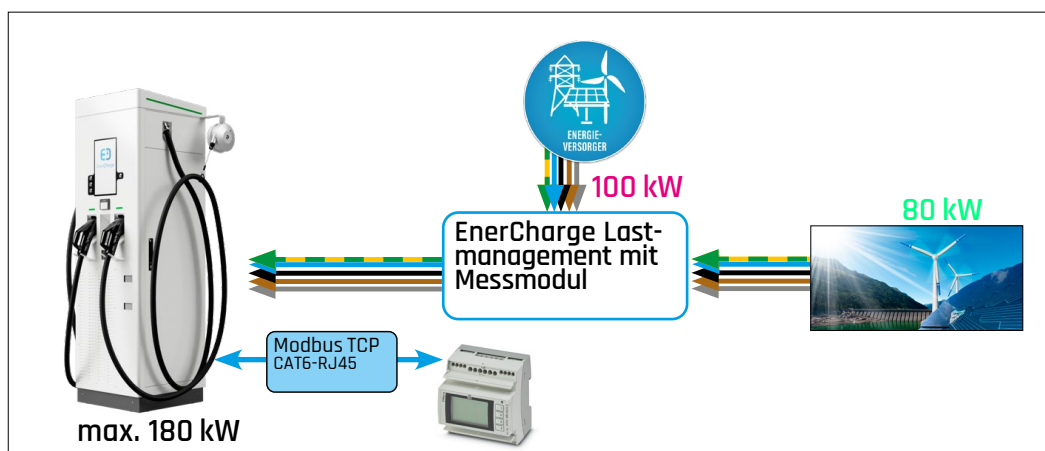 ENERGIE-
VERSORGER
100 kW
80 kW
EnerCharge Last-
management mit
Messmodul
Modbus TCP
CAT6-RJ45
max. 180 kW